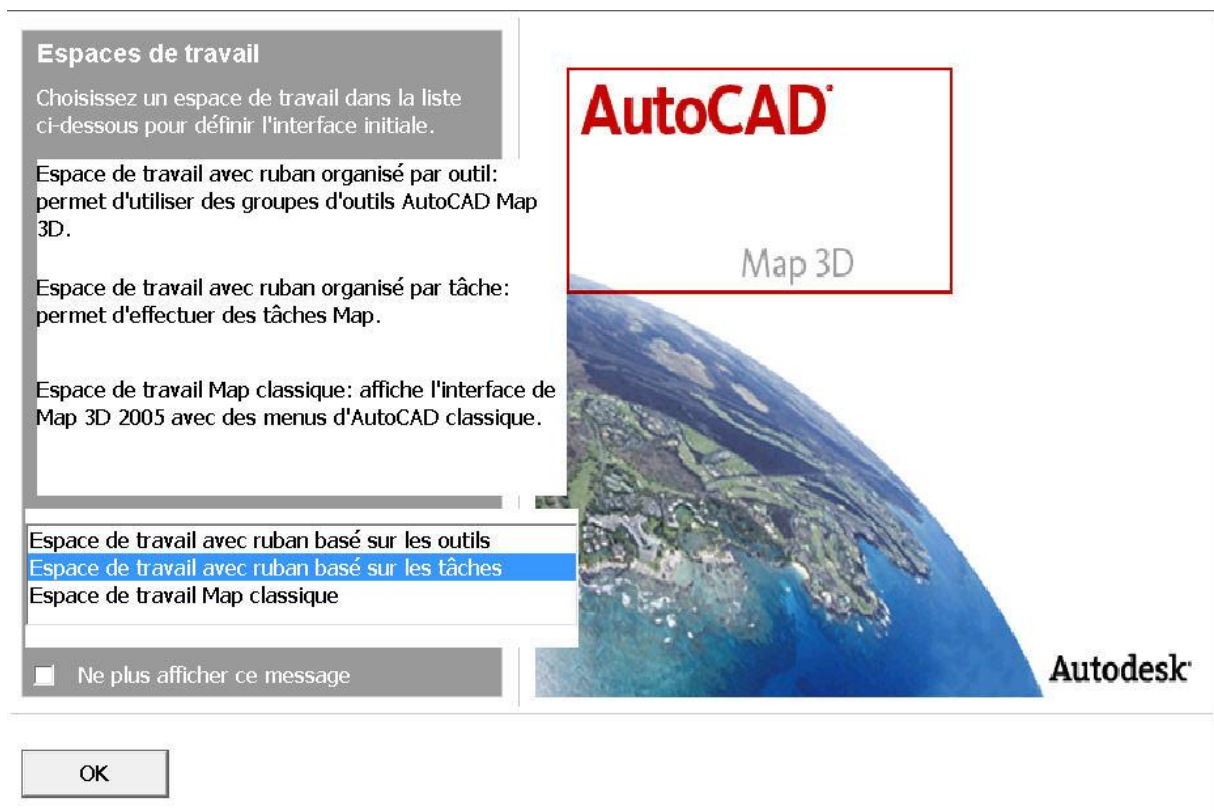 Espaces de travail
Choisissez un espace de travail dans la liste
ci-dessous pour définir l'interface initiale.
Espace de travail avec ruban organisé par outil:
permet d'utiliser des groupes d'outils AutoCAD Map
3D.
Espace de travail avec ruban organisé par tâche:
permet d'effectuer des tâches Map.
Espace de travail Map classique: affiche l'interface de
Map 3D 2005 avec des menus d'AutoCAD classique.
Espace de travail avec ruban basé sur les outils
Espace de travail avec ruban basé sur les tâches
Espace de travail Map classique
Ne plus afficher ce message
OK
AutoCAD
Map 3D
Autodesk